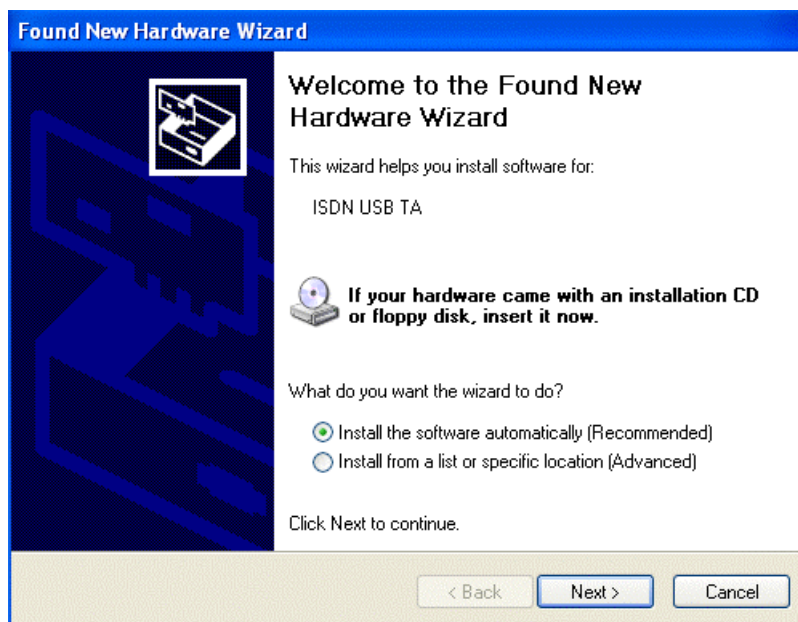 Found New Hardware Wizard
Welcome to the Found New
Hardware Wizard
This wizard helps you install software for:
ISDN USB TA
If your hardware came with an installation CD
or floppy disk, insert it now.
What do you want the wizard to do?
Install the software automatically (Recommended)
Install from a list or specific location (Advanced)
Click Next to continue.
< Back
Next >
Cancel